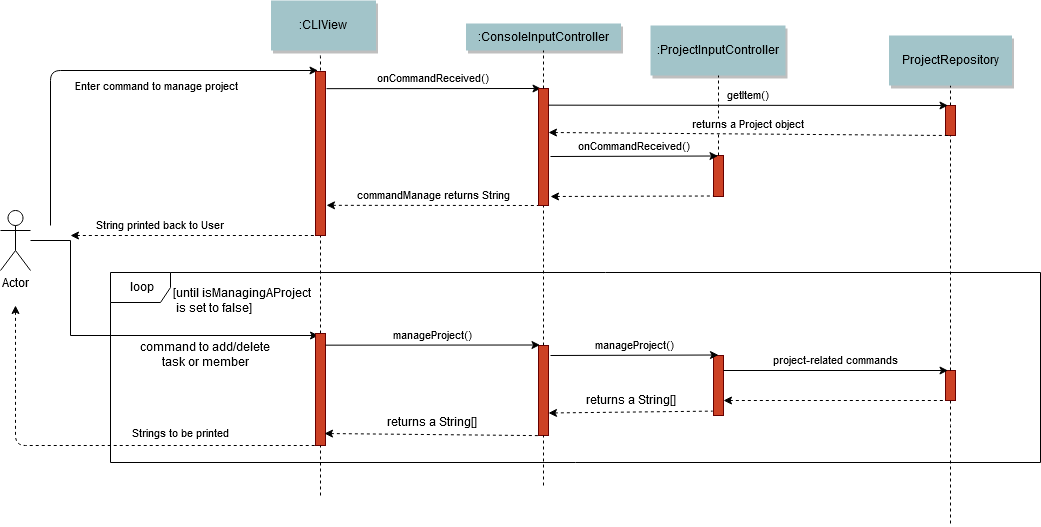 :CLIView
:ConsoleInputController
:ProjectInputController
ProjectRepository
Enter command to manage project
onCommandReceived()
getItem()
returns a Project object
onCommandReceived()
commandManage returns String
String printed back to User
Actor
loop
[until isManagingAProject
is set to false]
manageProject()
command to add/delete
task or member
manageProject()
project-related commands
returns a String[]
returns a String[]
Strings to be printed